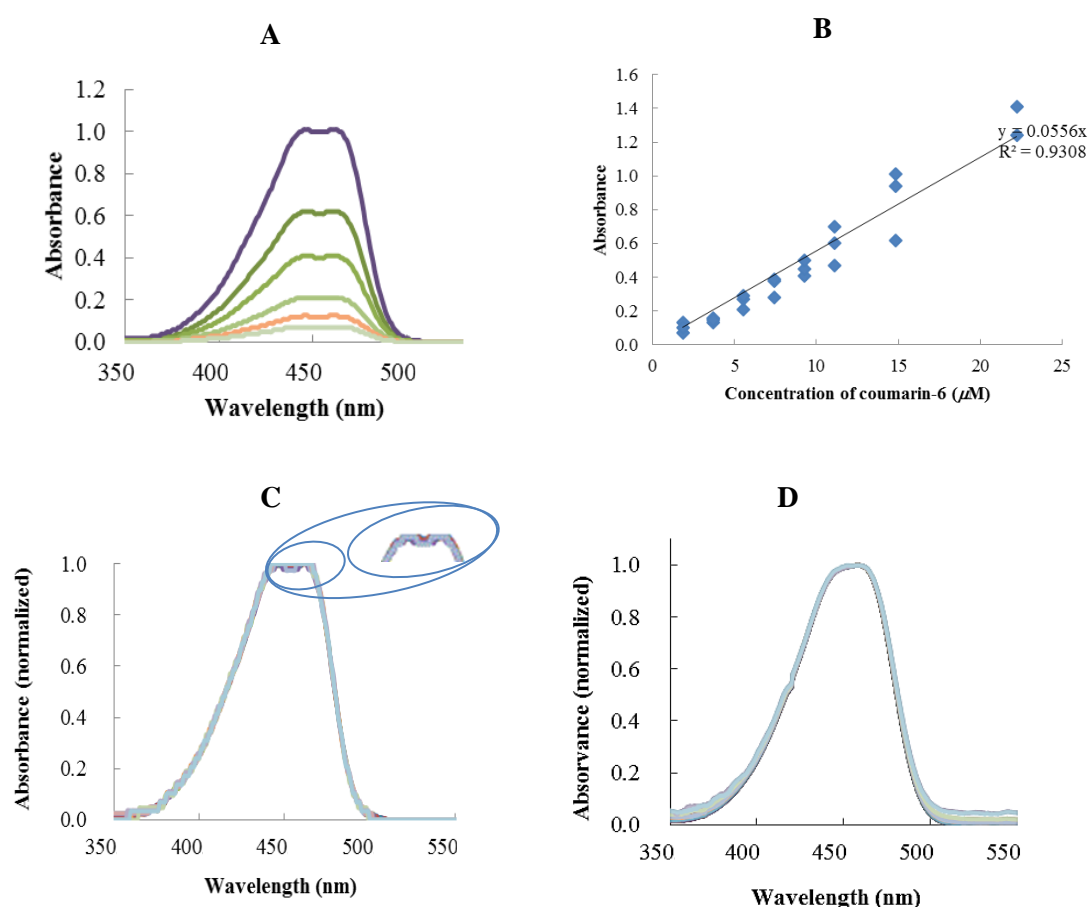 A
1.2
1.0
0.8
0.6
0.4
0.2
0.0
350 400 450 500
Absorbance
Wavelength (nm)
B
1.6
1.4
1.2
1.0
0.8
0.6
0.4
0.2
0.0
0 5 10 15 20 25
Absorbance
Concentration of coumarin-6 (μM)
y = 0.0556x
R² = 0.9308
C
1.0
0.8
0.6
0.4
0.2
0.0
350 400 450 500 550
Absorbance (normalized)
Wavelength (nm)
D
1.0
0.8
0.6
0.4
0.2
0.0
350 400 450 500 550
Absorvance (normalized)
Wavelength (nm)